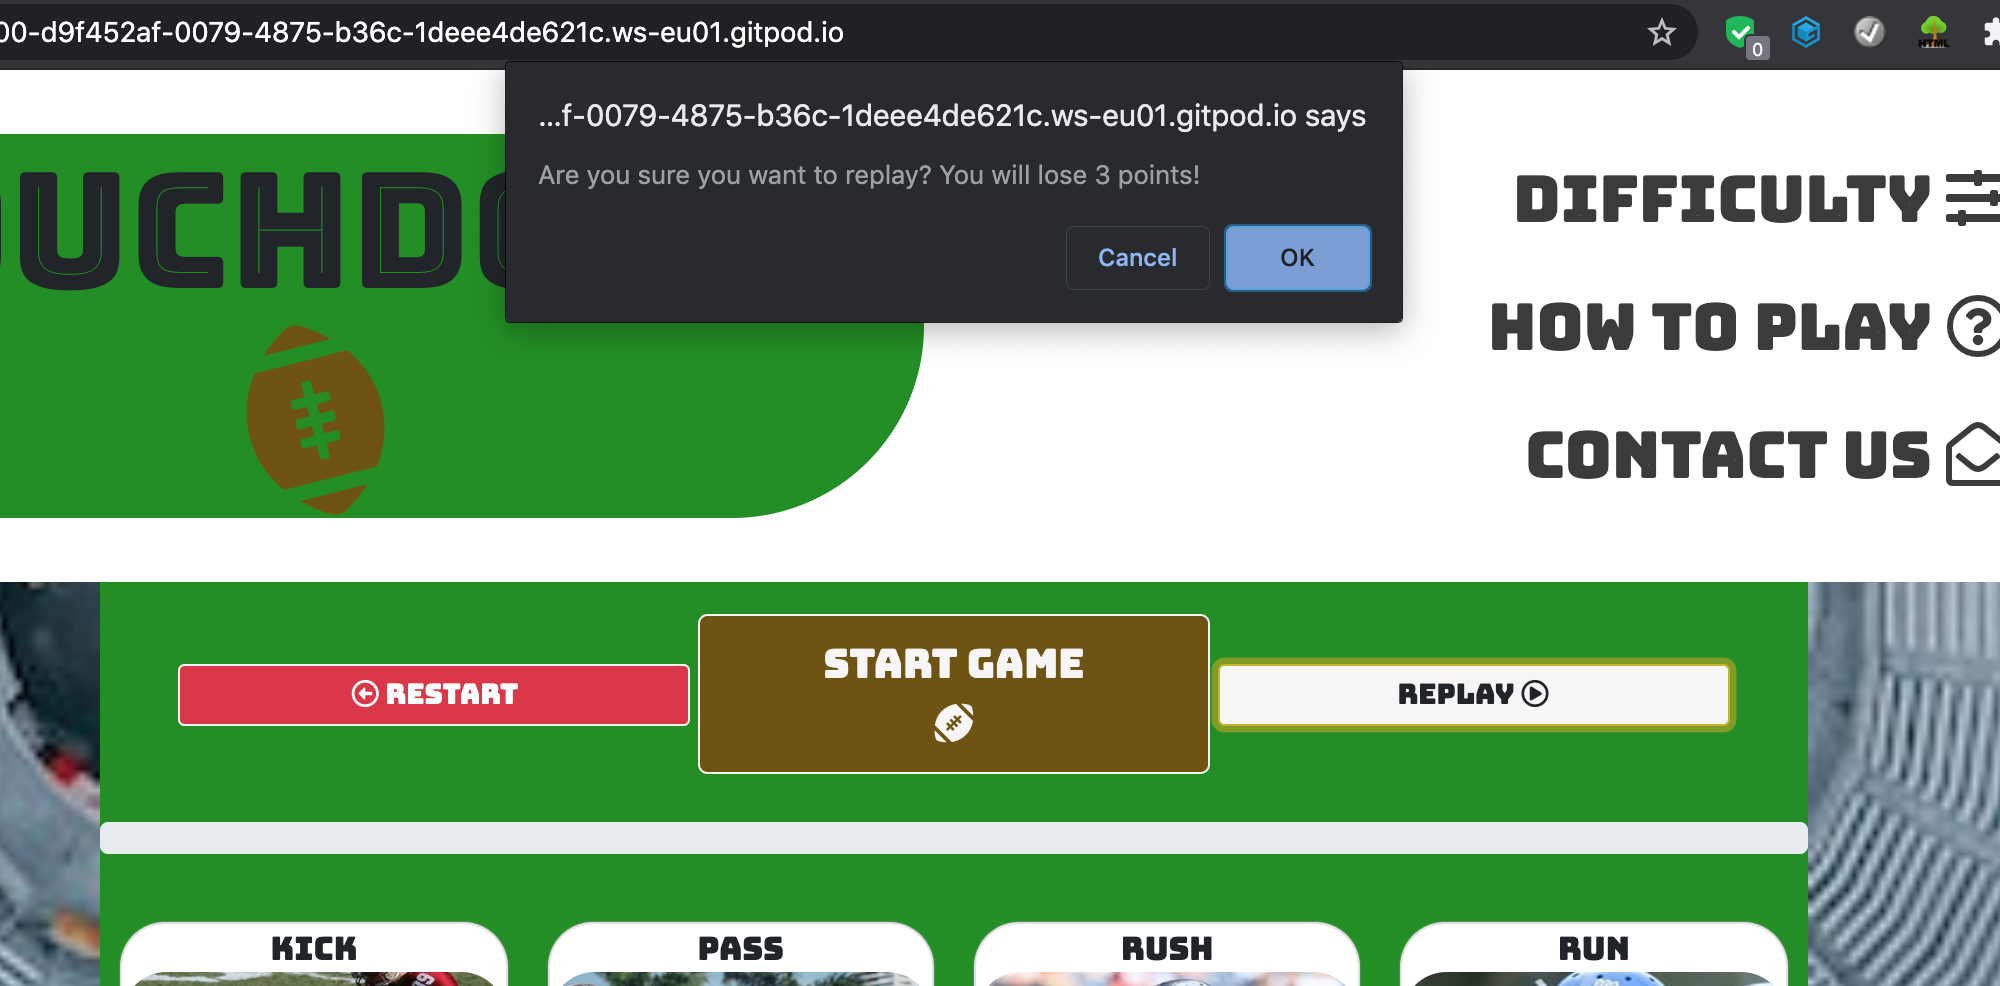 00-d9f452af-0079-4875-b36c-1deee4de621c.ws-eu01.gitpod.io
0
HTML
...f-0079-4875-b36c-1deee4de621c.ws-eu01.gitpod.io says
Are you sure you want to replay? You will lose 3 points!
Cancel
OK
OUCHDO
DIFFICULTY
HOW TO PLAY
CONTACT US
RESTART
START GAME
REPLAY
KICK
PASS
RUSH
RUN